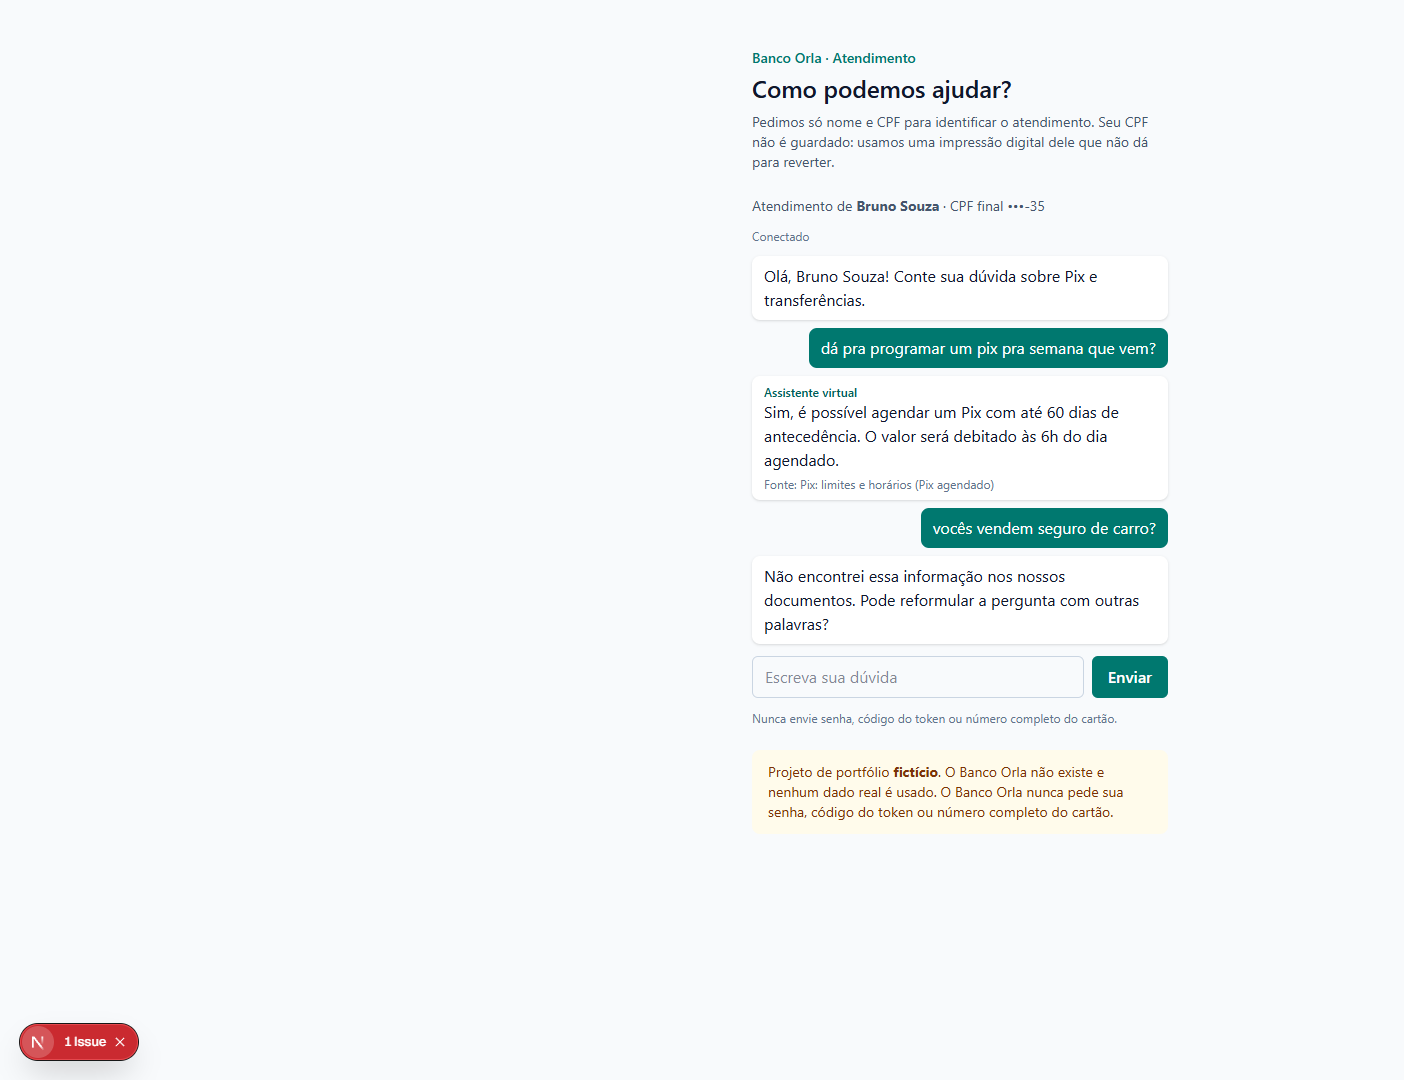 Banco Orla · Atendimento
Como podemos ajudar?
Pedimos só nome e CPF para identificar o atendimento. Seu CPF
não é guardado: usamos uma impressão digital dele que não dá
para reverter.
Atendimento de Bruno Souza · CPF final •••-35
Conectado
Olá, Bruno Souza! Conte sua dúvida sobre Pix e
transferências.
dá pra programar um pix pra semana que vem?
Assistente virtual
Sim, é possível agendar um Pix com até 60 dias de
antecedência. O valor será debitado às 6h do dia
agendado.
Fonte: Pix: limites e horários (Pix agendado)
vocês vendem seguro de carro?
Não encontrei essa informação nos nossos
documentos. Pode reformular a pergunta com outras
palavras?
Escreva sua dúvida
Enviar
Nunca envie senha, código do token ou número completo do cartão.
Projeto de portfólio fictício. O Banco Orla não existe e
nenhum dado real é usado. O Banco Orla nunca pede sua
senha, código do token ou número completo do cartão.
N 1 Issue